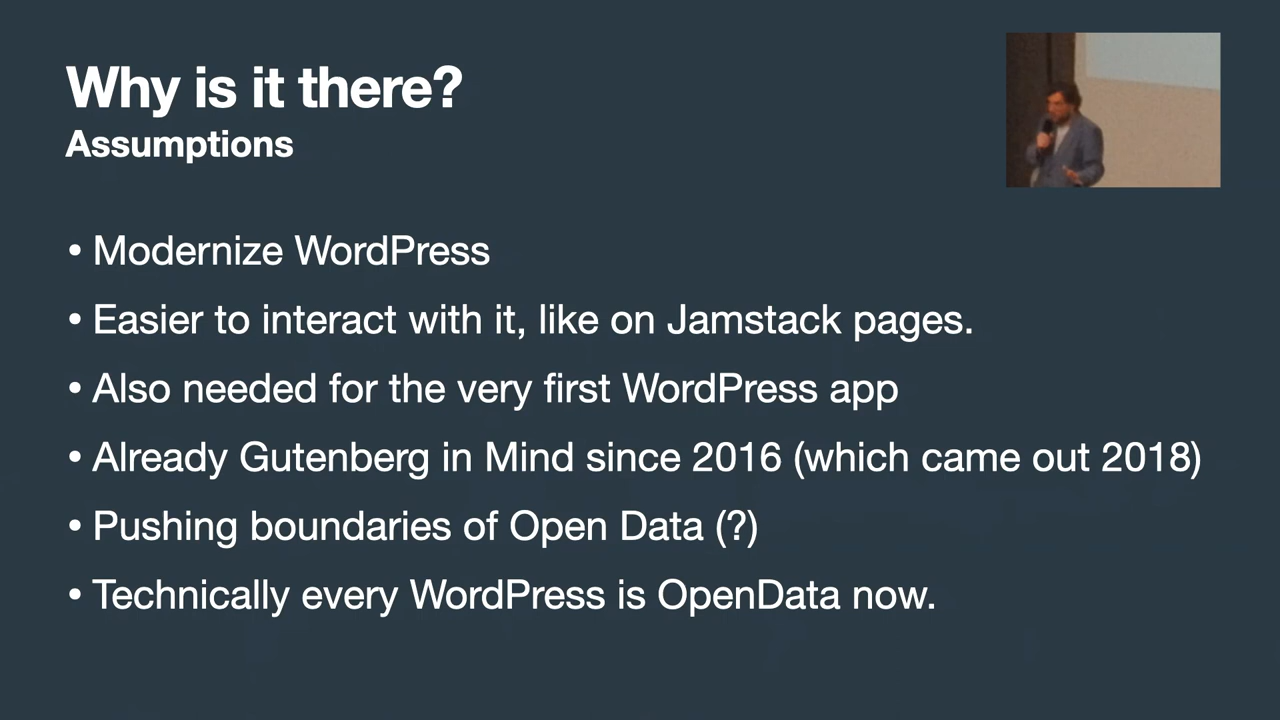 Why is it there?
Assumptions
• Modernize WordPress
• Easier to interact with it, like on Jamstack pages.
• Also needed for the very first WordPress app
• Already Gutenberg in Mind since 2016 (which came out 2018)
• Pushing boundaries of Open Data (?)
• Technically every WordPress is OpenData now.